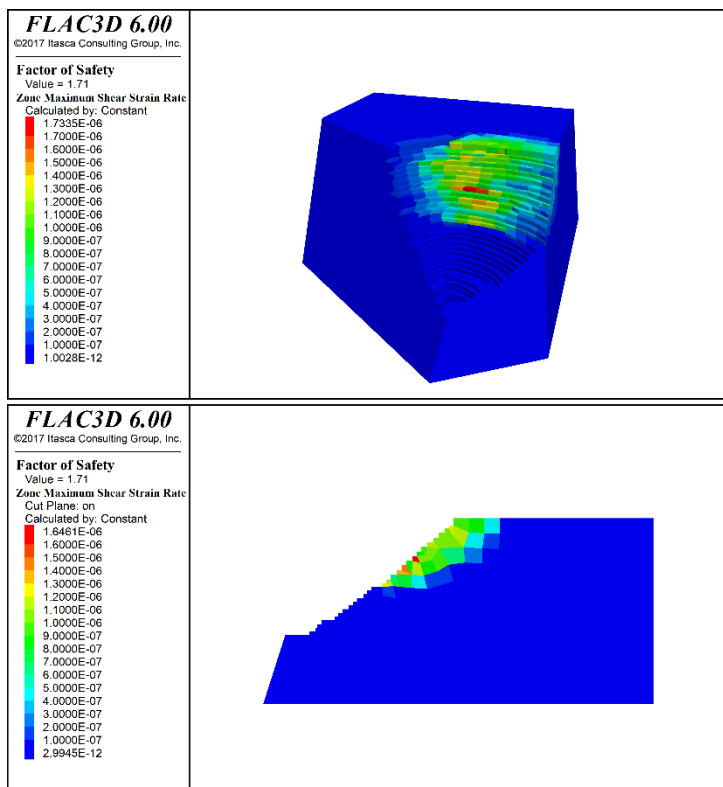 FLAC3D 6.00
©2017 Itasca Consulting Group, Inc.
Factor of Safety
Value = 1.71
Zone Maximum Shear Strain Rate
Calculated by: Constant
1.7335E-06
1.7000E-06
1.6000E-06
1.5000E-06
1.4000E-06
1.3000E-06
1.2000E-06
1.1000E-06
1.0000E-06
9.0000E-07
8.0000E-07
7.0000E-07
6.0000E-07
5.0000E-07
4.0000E-07
3.0000E-07
2.0000E-07
1.0000E-07
1.0028E-12
FLAC3D 6.00
©2017 Itasca Consulting Group, Inc.
Factor of Safety
Value = 1.71
Zone Maximum Shear Strain Rate
Cut Plane: on
Calculated by: Constant
1.6461E-06
1.6000E-06
1.5000E-06
1.4000E-06
1.3000E-06
1.2000E-06
1.1000E-06
1.0000E-06
9.0000E-07
8.0000E-07
7.0000E-07
6.0000E-07
5.0000E-07
4.0000E-07
3.0000E-07
2.0000E-07
1.0000E-07
2.9945E-12